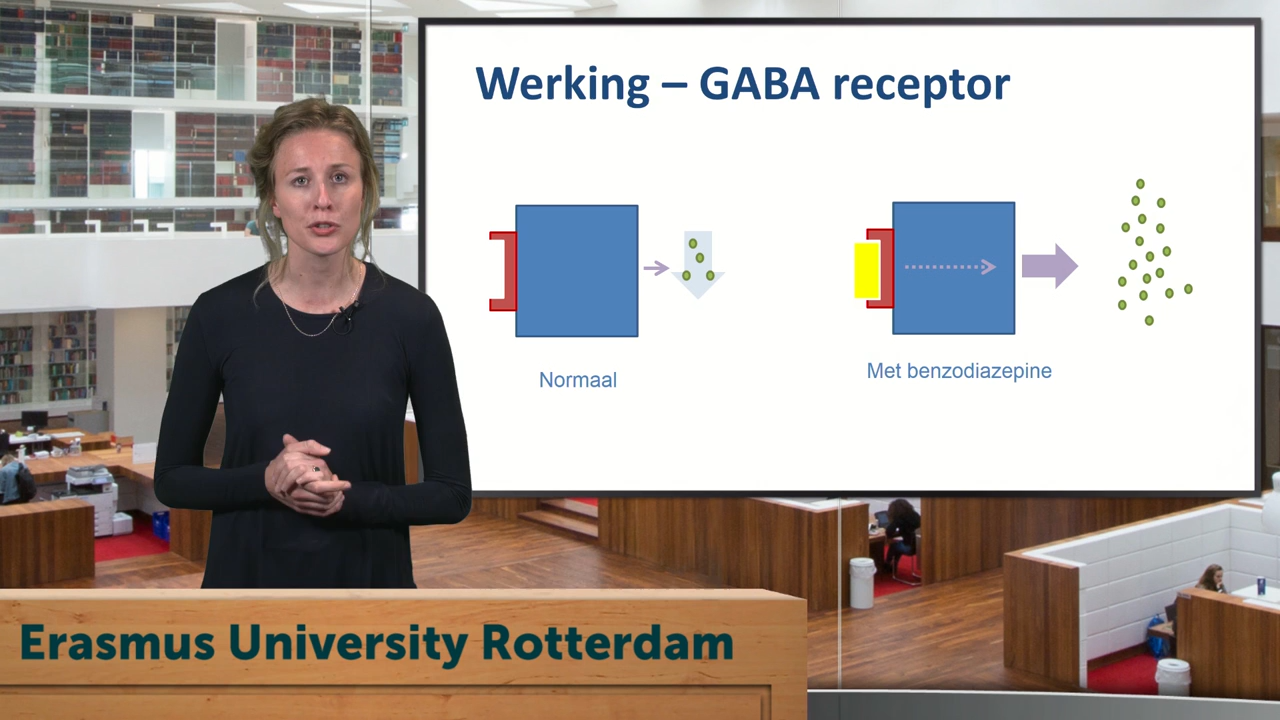 Werking – GABA receptor
Normaal
Met benzodiazepine
Erasmus University Rotterdam